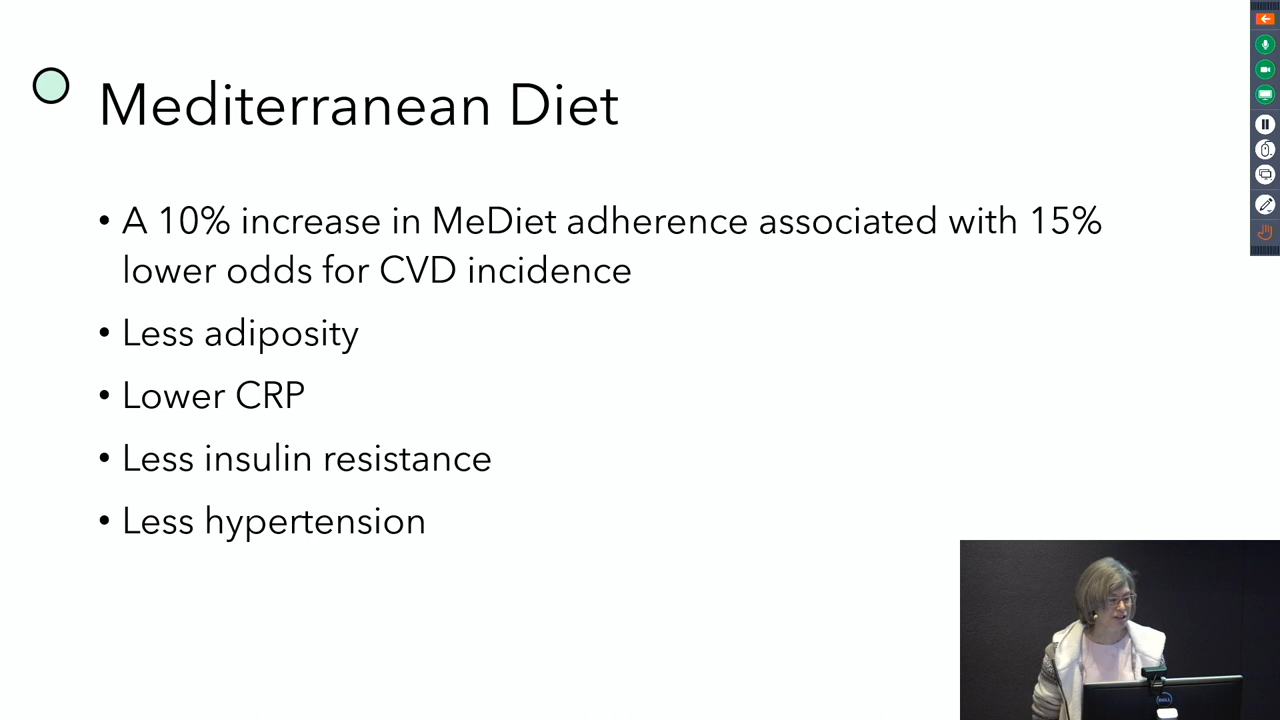 Mediterranean Diet
• A 10% increase in MeDiet adherence associated with 15%
lower odds for CVD incidence
• Less adiposity
• Lower CRP
• Less insulin resistance
• Less hypertension
DELL